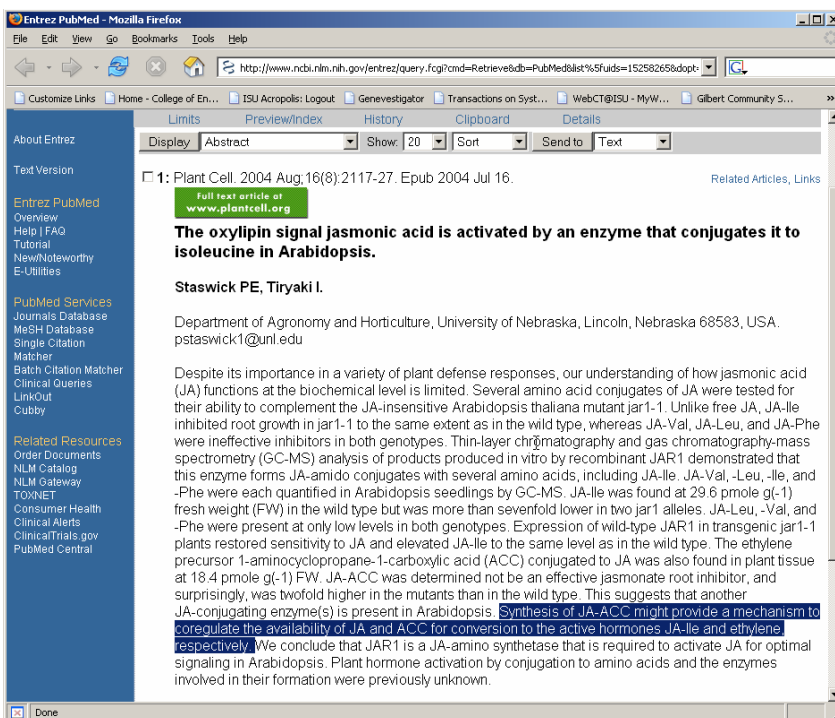 Entrez PubMed - Mozilla Firefox
File Edit View Go Bookmarks Tools Help
http://www.ncbi.nlm.nih.gov/entrez/query.fcgi?cmd=Retrieve&db=PubMed&list%5fuids=15258265&dopt=
Customize Links Home - College of En... ISU Acropolis: Logout Genevestigator Transactions on Syst... WebCT@ISU - MyW... Gilbert Community S... »
Limits Preview/Index History Clipboard Details
Display Abstract Show: 20 Sort Send to Text
About Entrez
Text Version
Entrez PubMed
Overview
Help | FAQ
Tutorial
New/Noteworthy
E-Utilities
PubMed Services
Journals Database
MeSH Database
Single Citation
Matcher
Batch Citation Matcher
Clinical Queries
LinkOut
Cubby
Related Resources
Order Documents
NLM Catalog
NLM Gateway
TOXNET
Consumer Health
Clinical Alerts
ClinicalTrials.gov
PubMed Central
1: Plant Cell. 2004 Aug;16(8):2117-27. Epub 2004 Jul 16. Related Articles, Links
Full text article at
www.plantcell.org
The oxylipin signal jasmonic acid is activated by an enzyme that conjugates it to
isoleucine in Arabidopsis.
Staswick PE, Tiryaki I.
Department of Agronomy and Horticulture, University of Nebraska, Lincoln, Nebraska 68583, USA.
pstaswick1@unl.edu
Despite its importance in a variety of plant defense responses, our understanding of how jasmonic acid
(JA) functions at the biochemical level is limited. Several amino acid conjugates of JA were tested for
their ability to complement the JA-insensitive Arabidopsis thaliana mutant jar1-1. Unlike free JA, JA-Ile
inhibited root growth in jar1-1 to the same extent as in the wild type, whereas JA-Val, JA-Leu, and JA-Phe
were ineffective inhibitors in both genotypes. Thin-layer chromatography and gas chromatography-mass
spectrometry (GC-MS) analysis of products produced in vitro by recombinant JAR1 demonstrated that
this enzyme forms JA-amido conjugates with several amino acids, including JA-Ile. JA-Val, -Leu, -Ile, and
-Phe were each quantified in Arabidopsis seedlings by GC-MS. JA-Ile was found at 29.6 pmole g(-1)
fresh weight (FW) in the wild type but was more than sevenfold lower in two jar1 alleles. JA-Leu, -Val, and
-Phe were present at only low levels in both genotypes. Expression of wild-type JAR1 in transgenic jar1-1
plants restored sensitivity to JA and elevated JA-Ile to the same level as in the wild type. The ethylene
precursor 1-aminocyclopropane-1-carboxylic acid (ACC) conjugated to JA was also found in plant tissue
at 18.4 pmole g(-1) FW. JA-ACC was determined not be an effective jasmonate root inhibitor, and
surprisingly, was twofold higher in the mutants than in the wild type. This suggests that another
JA-conjugating enzyme(s) is present in Arabidopsis. Synthesis of JA-ACC might provide a mechanism to
coregulate the availability of JA and ACC for conversion to the active hormones JA-Ile and ethylene,
respectively. We conclude that JAR1 is a JA-amino synthetase that is required to activate JA for optimal
signaling in Arabidopsis. Plant hormone activation by conjugation to amino acids and the enzymes
involved in their formation were previously unknown.
Done